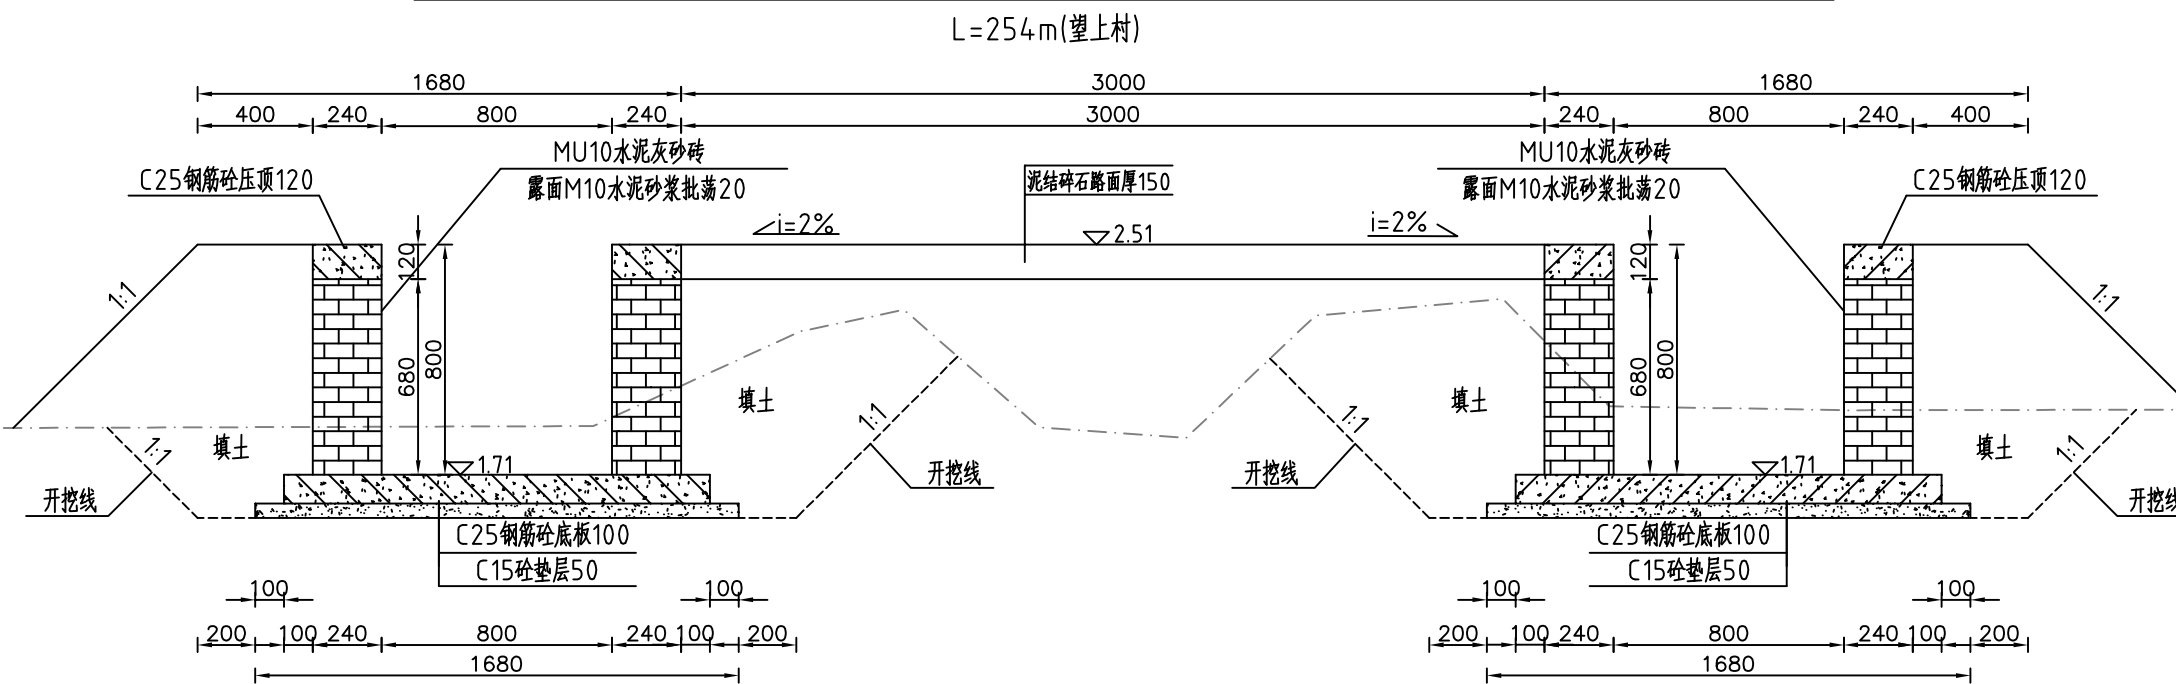 L=254m(望上村)
1680 3000 1680
400 240 800 240 3000 240 800 240 400
MU10水泥灰砂砖
露面M10水泥砂浆批荡20
C25钢筋砼压顶120
泥结碎石路面厚150
MU10水泥灰砂砖
露面M10水泥砂浆批荡20
C25钢筋砼压顶120
i=2%
2.51
i=2%
120
680
800
120
680
800
1:1
1:1
填土
填土
1:1
1:1
填土
填土
1:1
1:1
1.71
1.71
开挖线
开挖线
开挖线
开挖线
C25钢筋砼底板100
C15砼垫层50
C25钢筋砼底板100
C15砼垫层50
100 100 100 100
200 100 240 800 240 100 200 200 100 240 800 240 100 200
1680 1680